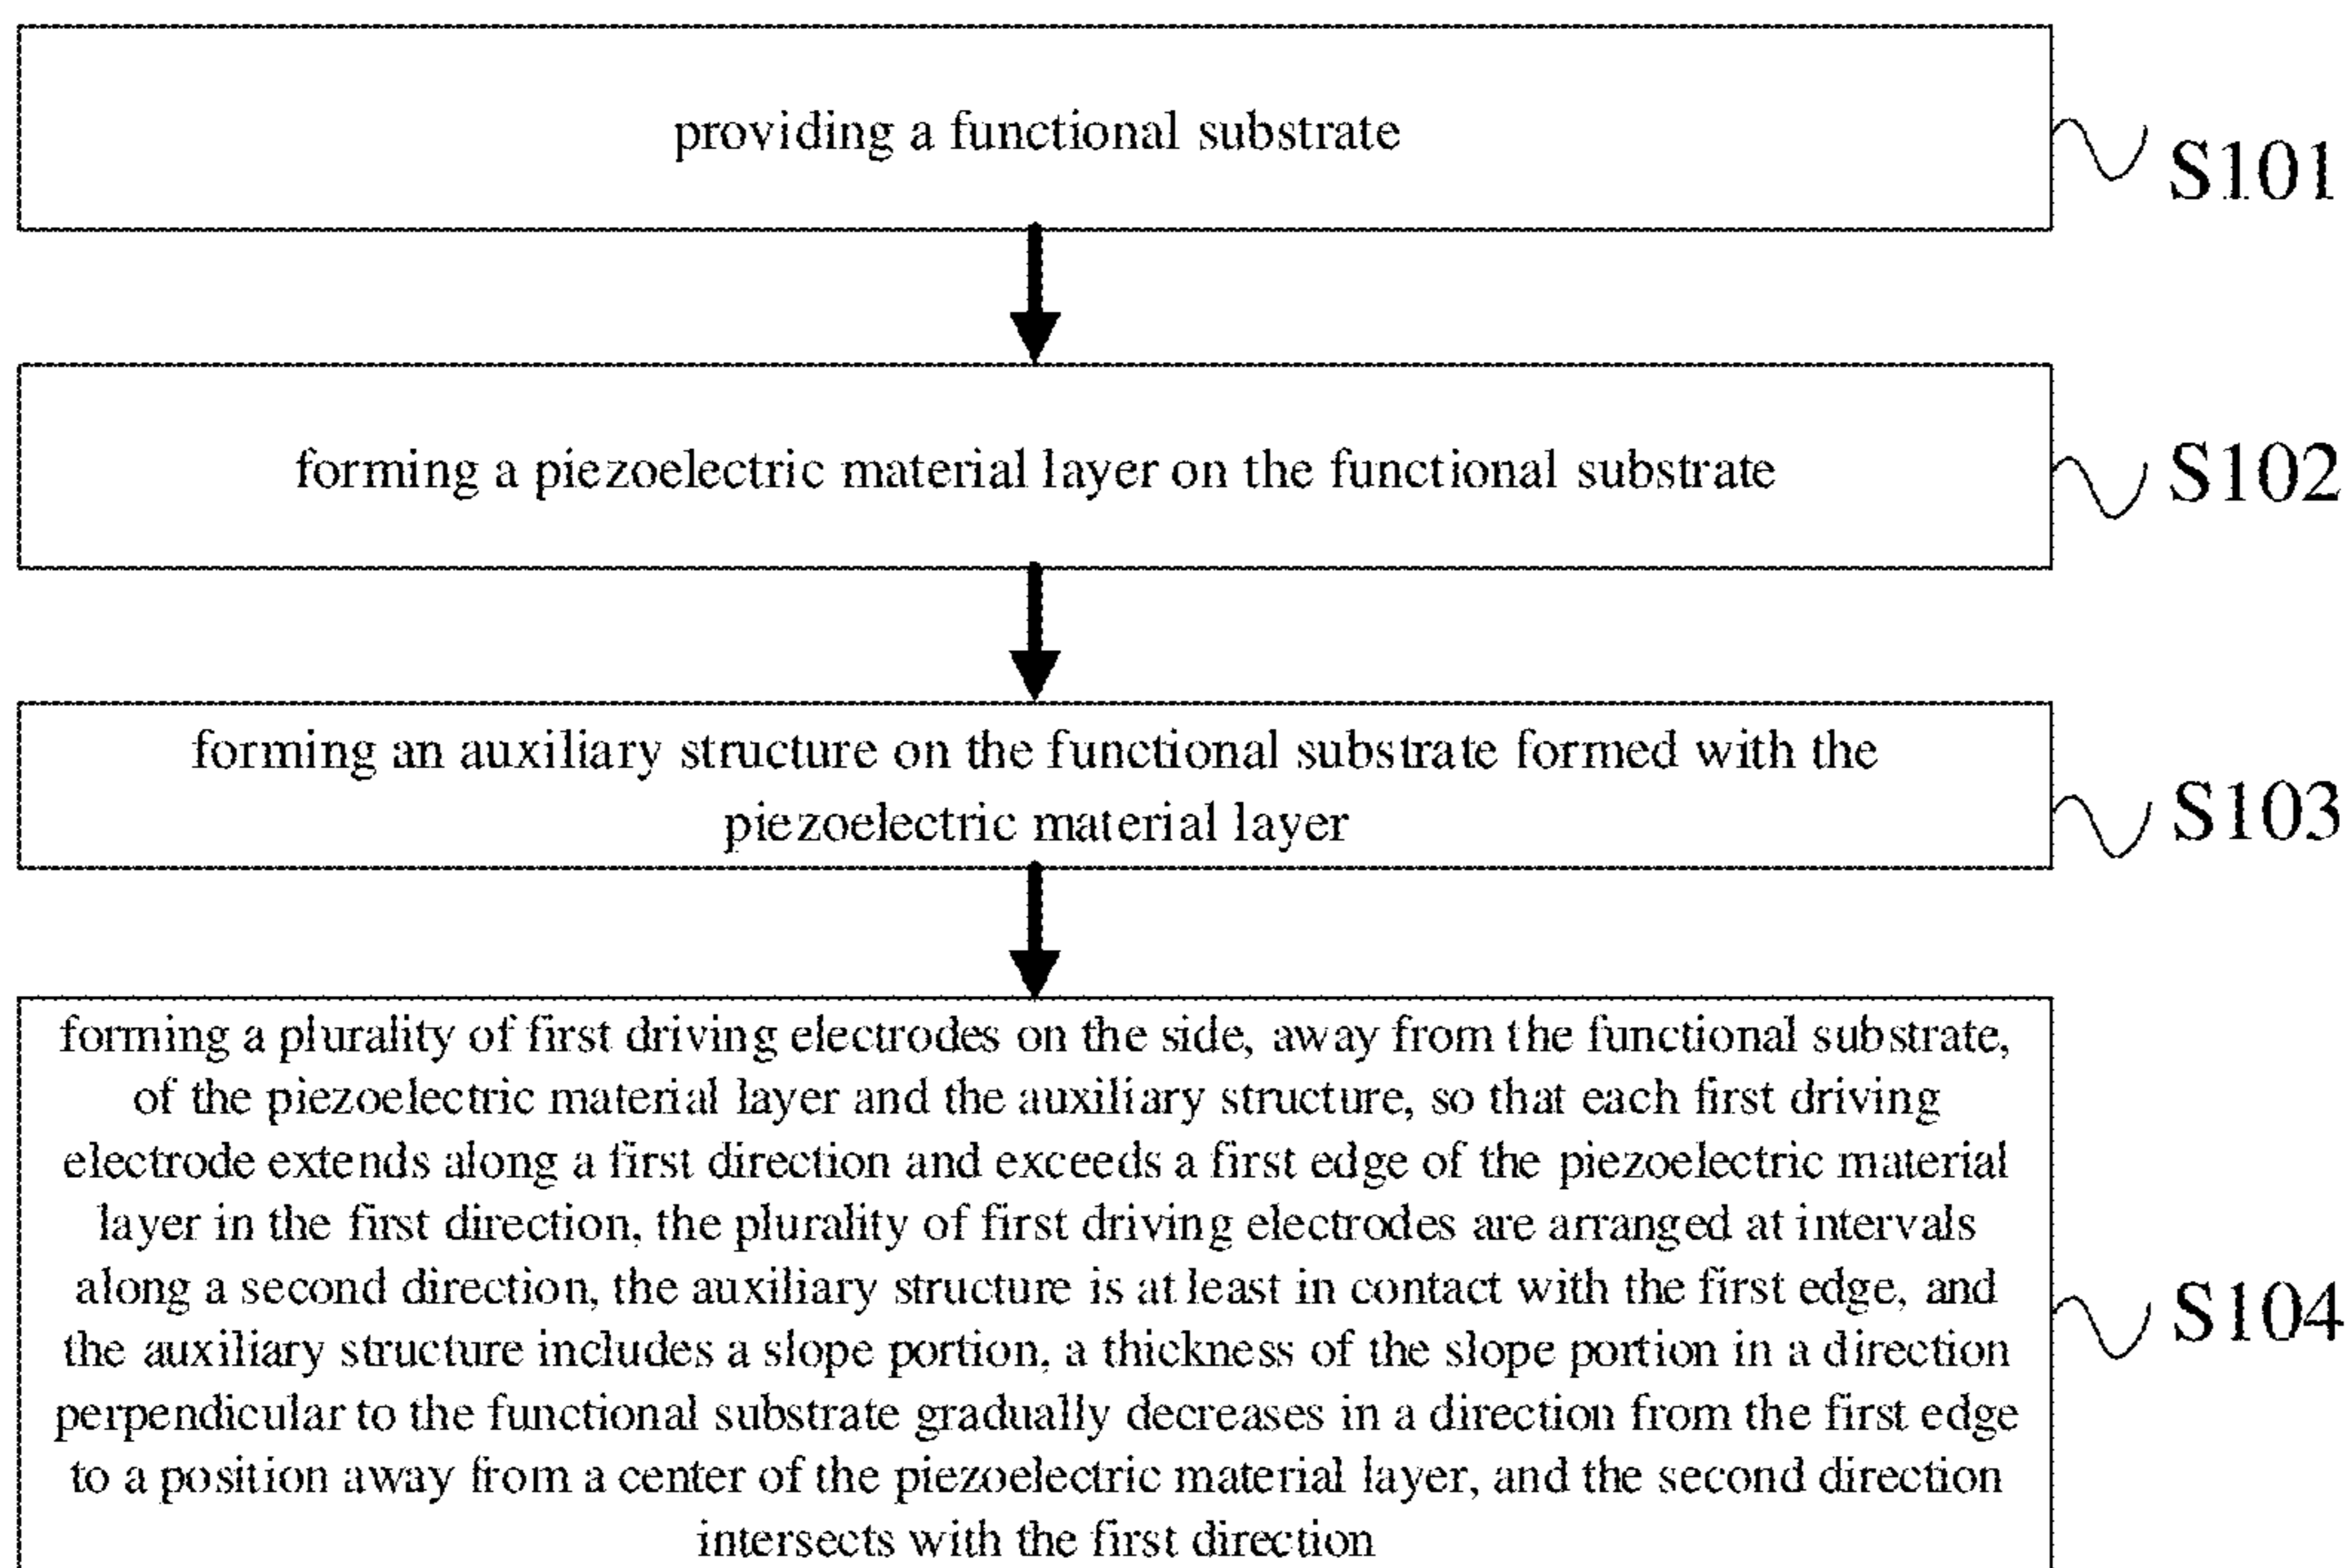 providing a functional substrate
S101
forming a piezoelectric material layer on the functional substrate
S102
forming an auxiliary structure on the functional substrate formed with the
piezoelectric material layer
S103
forming a plurality of first driving electrodes on the side, away from the functional substrate,
of the piezoelectric material layer and the auxiliary structure, so that each first driving
electrode extends along a first direction and exceeds a first edge of the piezoelectric material
layer in the first direction, the plurality of first driving electrodes are arranged at intervals
along a second direction, the auxiliary structure is at least in contact with the first edge, and
the auxiliary structure includes a slope portion, a thickness of the slope portion in a direction
perpendicular to the functional substrate gradually decreases in a direction from the first edge
to a position away from a center of the piezoelectric material layer, and the second direction
intersects with the first direction
S104